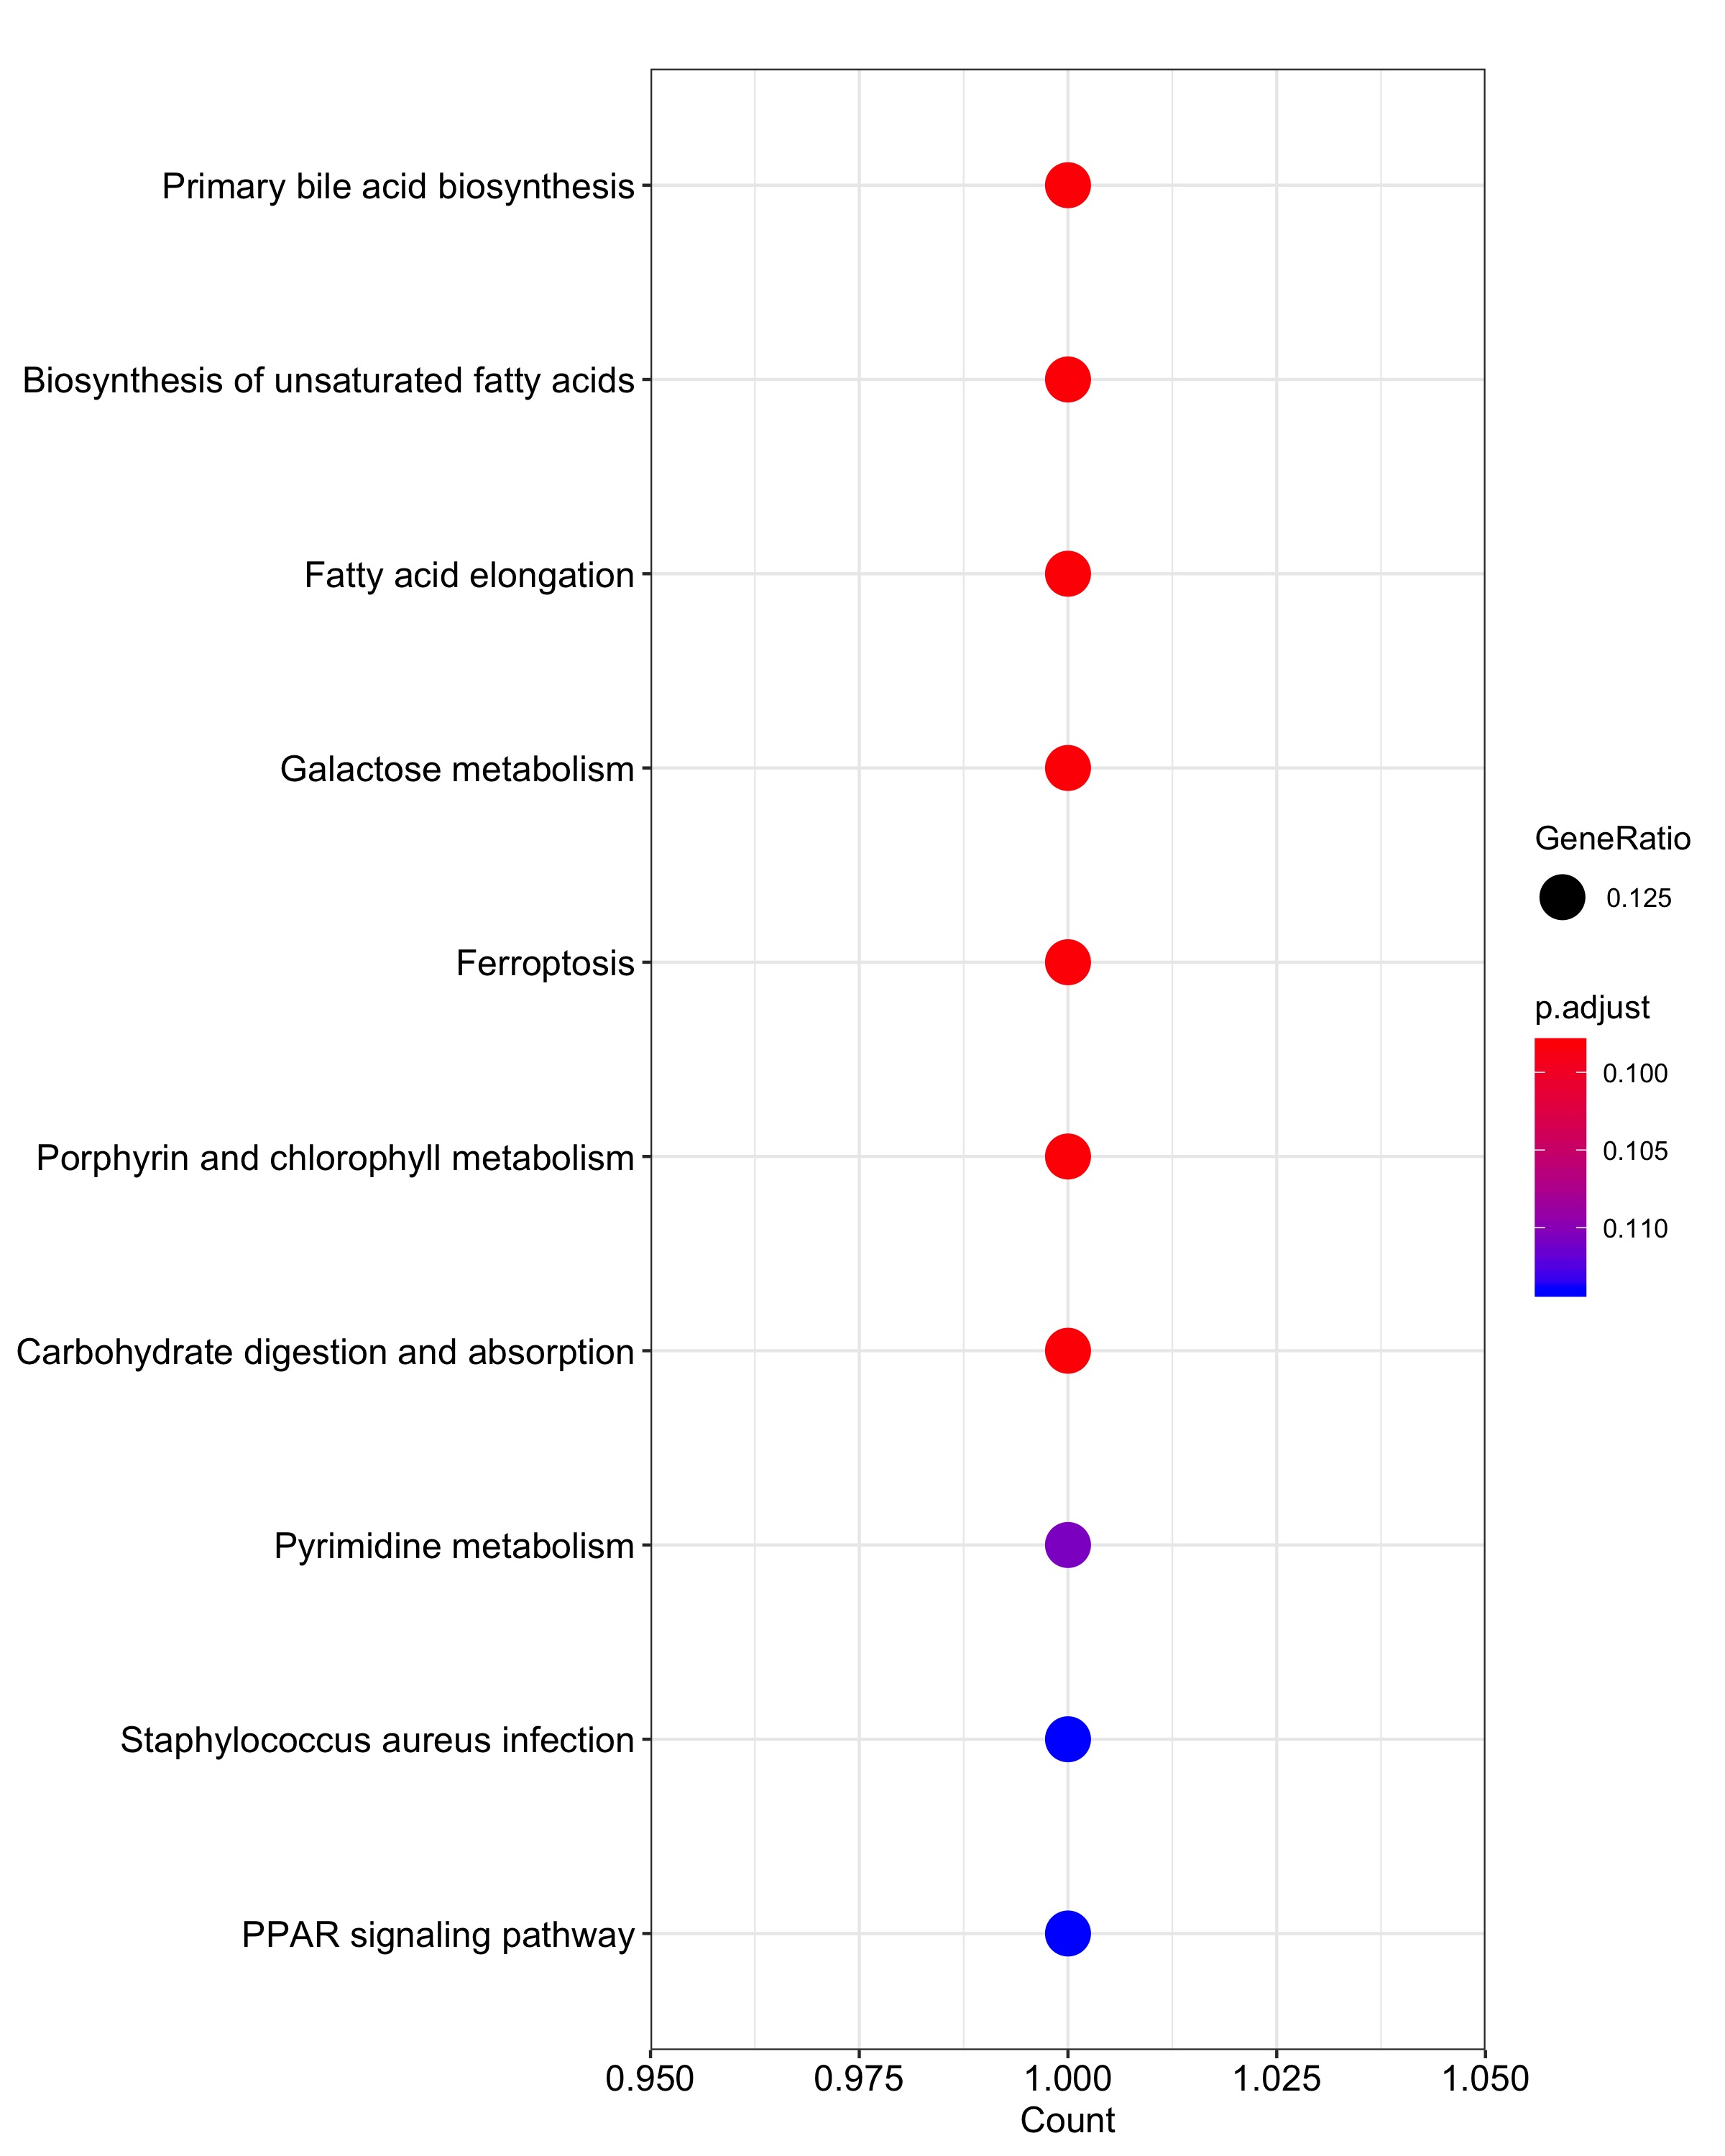 Primary bile acid biosynthesis
Biosynthesis of unsaturated fatty acids
Fatty acid elongation
Galactose metabolism
Ferroptosis
Porphyrin and chlorophyll metabolism
Carbohydrate digestion and absorption
Pyrimidine metabolism
Staphylococcus aureus infection
PPAR signaling pathway
0.950 0.975 1.000 1.025 1.050
Count
GeneRatio
0.125
p.adjust
0.100
0.105
0.110